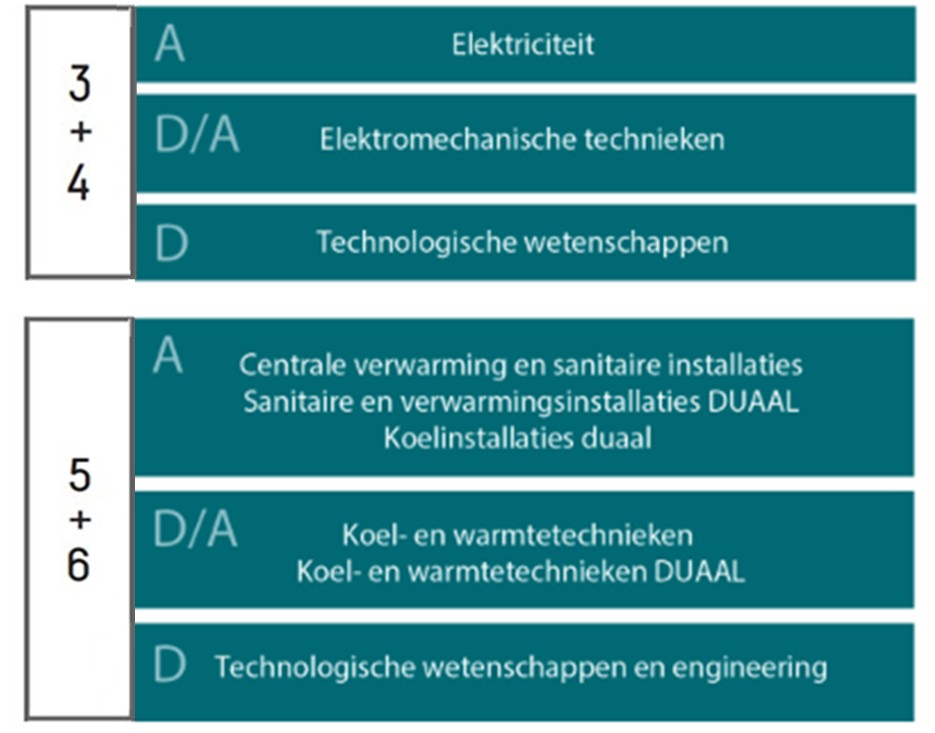 3
+
4
A
Elektriciteit
D/A
Elektromechanische technieken
D
Technologische wetenschappen
5
+
6
A
Centrale verwarming en sanitaire installaties
Sanitaire en verwarmingsinstallaties DUAAL
Koelinstallaties duaal
D/A
Koel- en warmtetechnieken
Koel- en warmtetechnieken DUAAL
D
Technologische wetenschappen en engineering